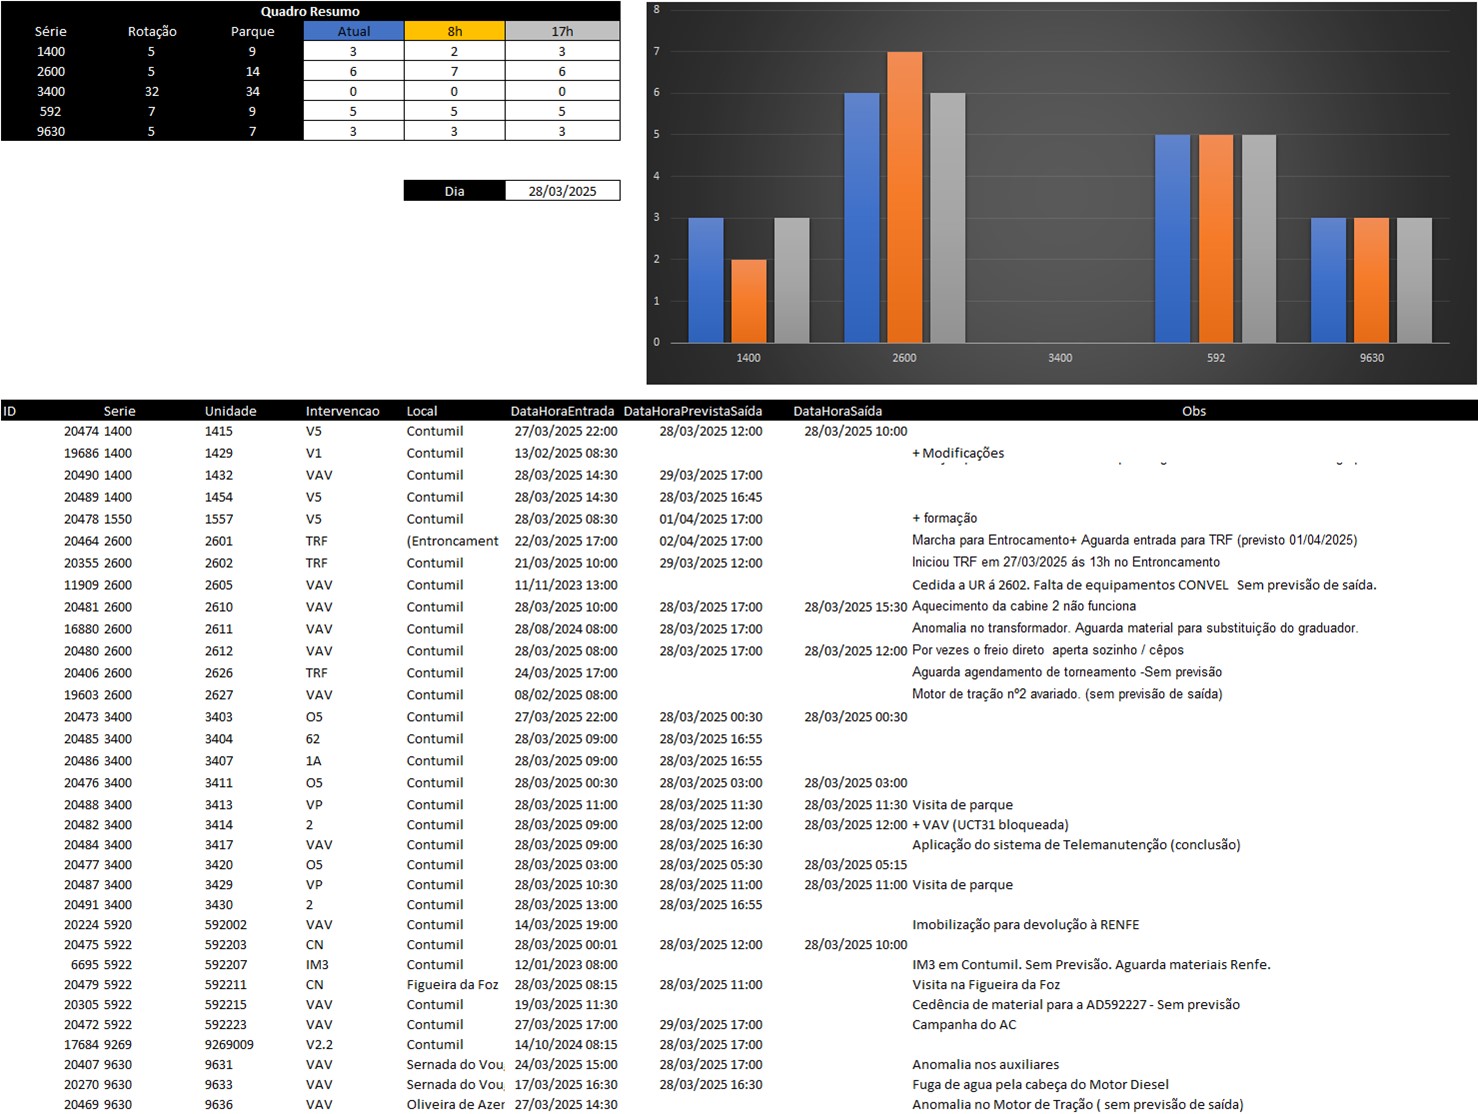 Quadro Resumo
Série Rotação Parque Atual 8h 17h
1400 5 9 3 2 3
2600 5 14 6 7 6
3400 32 34 0 0 0
592 7 9 5 5 5
9630 5 7 3 3 3
Dia 28/03/2025
8
7
6
5
4
3
2
1
0
1400 2600 3400 592 9630
ID Serie Unidade Intervencao Local DataHoraEntrada DataHoraPrevistaSaída DataHoraSaída Obs
20474 1400 1415 V5 Contumil 27/03/2025 22:00 28/03/2025 12:00 28/03/2025 10:00
19686 1400 1429 V1 Contumil 13/02/2025 08:30 + Modificações
20490 1400 1432 VAV Contumil 28/03/2025 14:30 29/03/2025 17:00
20489 1400 1454 V5 Contumil 28/03/2025 14:30 28/03/2025 16:45
20478 1550 1557 V5 Contumil 28/03/2025 08:30 01/04/2025 17:00 + formação
20464 2600 2601 TRF (Entroncament 22/03/2025 17:00 02/04/2025 17:00 Marcha para Entrocamento+ Aguarda entrada para TRF (previsto 01/04/2025)
20355 2600 2602 TRF Contumil 21/03/2025 10:00 29/03/2025 12:00 Iniciou TRF em 27/03/2025 ás 13h no Entroncamento
11909 2600 2605 VAV Contumil 11/11/2023 13:00 Cedida a UR á 2602. Falta de equipamentos CONVEL Sem previsão de saída.
20481 2600 2610 VAV Contumil 28/03/2025 10:00 28/03/2025 17:00 28/03/2025 15:30 Aquecimento da cabine 2 não funciona
16880 2600 2611 VAV Contumil 28/08/2024 08:00 28/03/2025 17:00 Anomalia no transformador. Aguarda material para substituição do graduador.
20480 2600 2612 VAV Contumil 28/03/2025 08:00 28/03/2025 17:00 28/03/2025 12:00 Por vezes o freio direto aperta sozinho / cêpos
20406 2600 2626 TRF Contumil 24/03/2025 17:00 Aguarda agendamento de torneamento -Sem previsão
19603 2600 2627 VAV Contumil 08/02/2025 08:00 Motor de tração nº2 avariado. (sem previsão de saída)
20473 3400 3403 O5 Contumil 27/03/2025 22:00 28/03/2025 00:30 28/03/2025 00:30
20485 3400 3404 62 Contumil 28/03/2025 09:00 28/03/2025 16:55
20486 3400 3407 1A Contumil 28/03/2025 09:00 28/03/2025 16:55
20476 3400 3411 O5 Contumil 28/03/2025 00:30 28/03/2025 03:00 28/03/2025 03:00
20488 3400 3413 VP Contumil 28/03/2025 11:00 28/03/2025 11:30 28/03/2025 11:30 Visita de parque
20482 3400 3414 2 Contumil 28/03/2025 09:00 28/03/2025 12:00 28/03/2025 12:00 + VAV (UCT31 bloqueada)
20484 3400 3417 VAV Contumil 28/03/2025 09:00 28/03/2025 16:30 Aplicação do sistema de Telemanutenção (conclusão)
20477 3400 3420 O5 Contumil 28/03/2025 03:00 28/03/2025 05:30 28/03/2025 05:15
20487 3400 3429 VP Contumil 28/03/2025 10:30 28/03/2025 11:00 28/03/2025 11:00 Visita de parque
20491 3400 3430 2 Contumil 28/03/2025 13:00 28/03/2025 16:55
20224 5920 592002 VAV Contumil 14/03/2025 19:00 Imobilização para devolução à RENFE
20475 5922 592203 CN Contumil 28/03/2025 00:01 28/03/2025 12:00 28/03/2025 10:00
6695 5922 592207 IM3 Contumil 12/01/2023 08:00 IM3 em Contumil. Sem Previsão. Aguarda materiais Renfe.
20479 5922 592211 CN Figueira da Foz 28/03/2025 08:15 28/03/2025 11:00 Visita na Figueira da Foz
20305 5922 592215 VAV Contumil 19/03/2025 11:30 Cedência de material para a AD592227 - Sem previsão
20472 5922 592223 VAV Contumil 27/03/2025 17:00 29/03/2025 17:00 Campanha do AC
17684 9269 9269009 V2.2 Contumil 14/10/2024 08:15 28/03/2025 17:00
20407 9630 9631 VAV Sernada do Vou 24/03/2025 15:00 28/03/2025 17:00 Anomalia nos auxiliares
20270 9630 9633 VAV Sernada do Vou 17/03/2025 16:30 28/03/2025 16:30 Fuga de agua pela cabeça do Motor Diesel
20469 9630 9636 VAV Oliveira de Azer 27/03/2025 14:30 Anomalia no Motor de Tração ( sem previsão de saída)